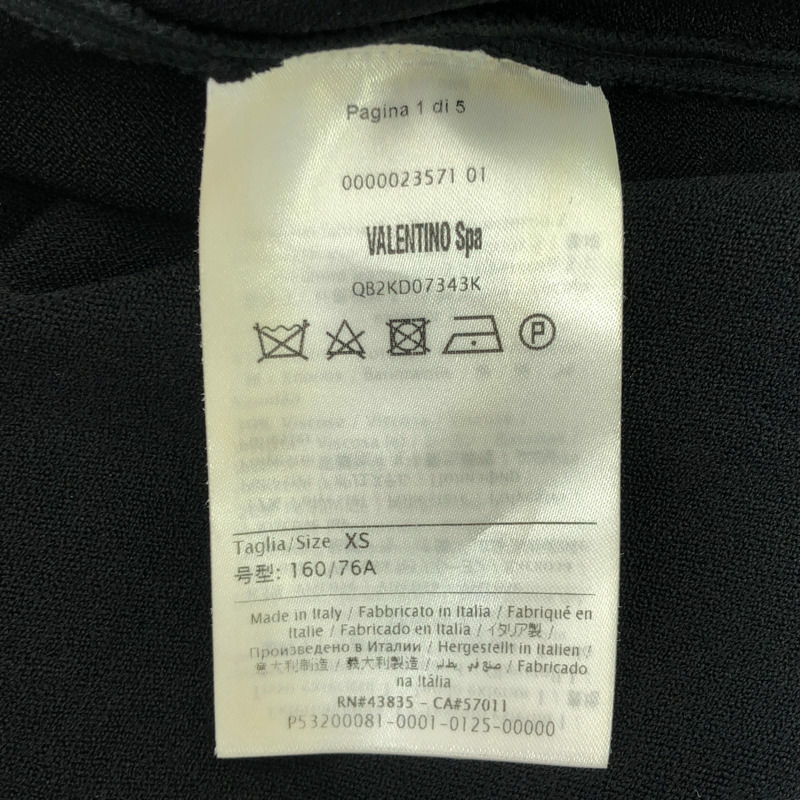 Pagina 1 di 5
0000023571 01
VALENTINO Spa
QB2KD07343K
P
Taglia/Size XS
号型: 160/76A
Made in Italy / Fabbricato in Italia / Fabriqué en
Italie / Fabricado en Italia / イタリア製 /
Произведено в Италии / Hergestellt in Italien /
意大利制造 / 義大利製造 / صنع في إيطاليا / Fabricado
na Itália
RN#43835 - CA#57011
P53200081-0001-0125-00000